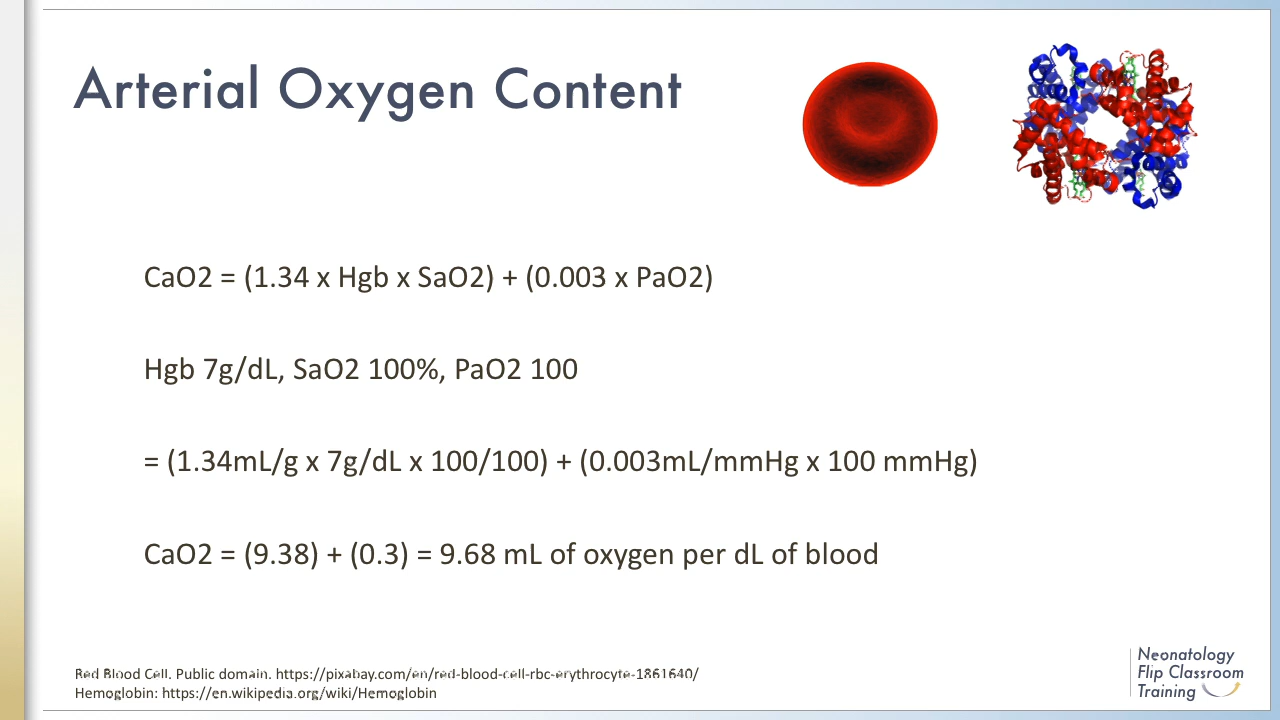 Arterial Oxygen Content
CaO2 = (1.34 x Hgb x SaO2) + (0.003 x PaO2)
Hgb 7g/dL, SaO2 100%, PaO2 100
= (1.34mL/g x 7g/dL x 100/100) + (0.003mL/mmHg x 100 mmHg)
CaO2 = (9.38) + (0.3) = 9.68 mL of oxygen per dL of blood
Red Blood Cell. Public domain. https://pixabay.com/en/red-blood-cell-rbc-erythrocyte-1861640/
Hemoglobin: https://en.wikipedia.org/wiki/Hemoglobin
Neonatology
Flip Classroom
Training